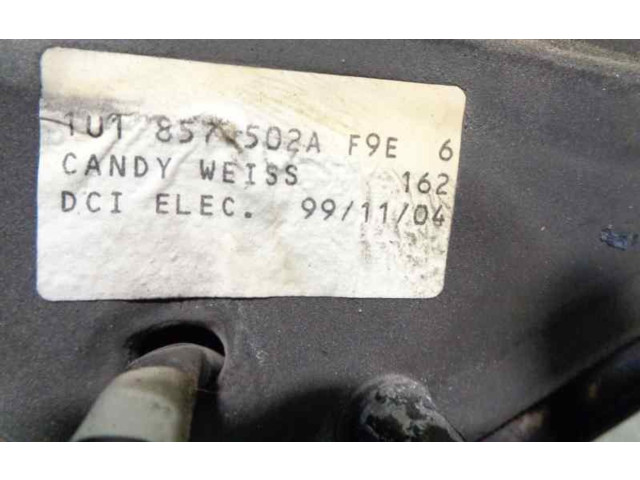 1U1 857 502A F9E 6
CANDY WEISS 162
DCI ELEC. 99/11/04